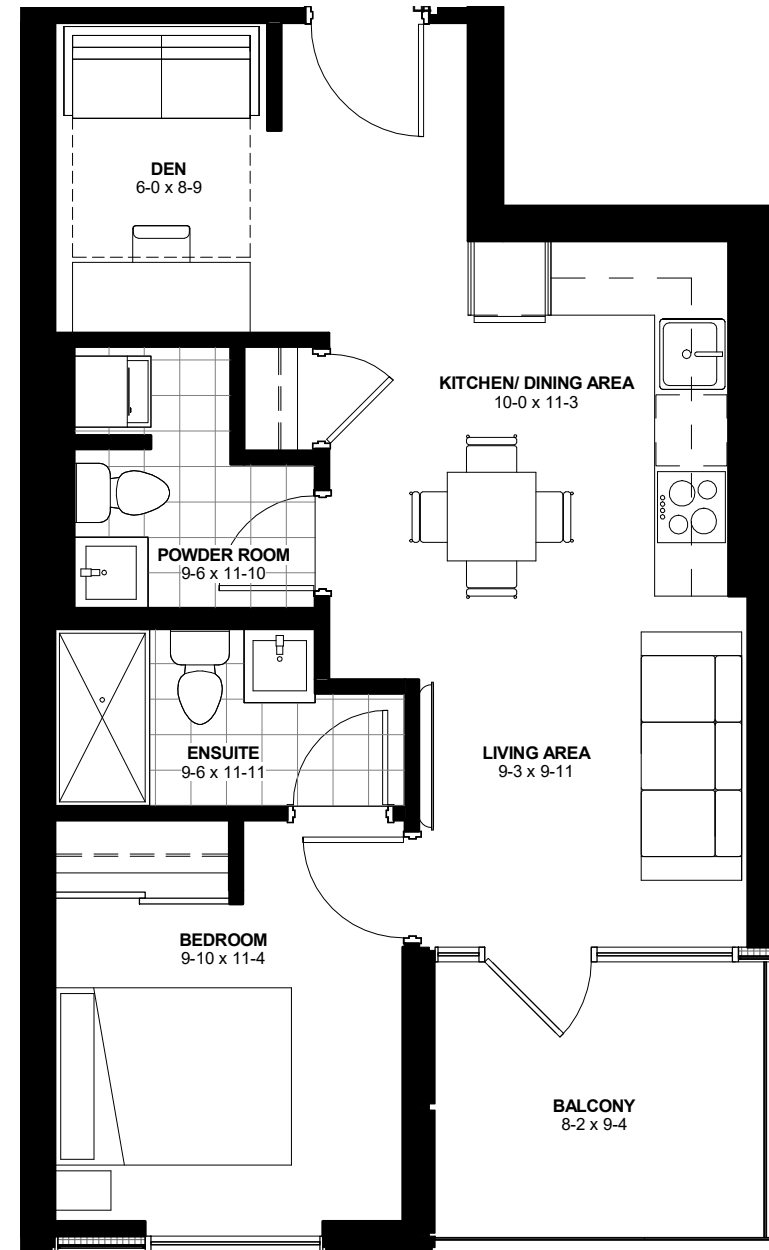 DEN
6-0 x 8-9
KITCHEN/ DINING AREA
10-0 x 11-3
POWDER ROOM
9-6 x 11-10
ENSUITE
9-6 x 11-11
LIVING AREA
9-3 x 9-11
BEDROOM
9-10 x 11-4
BALCONY
8-2 x 9-4